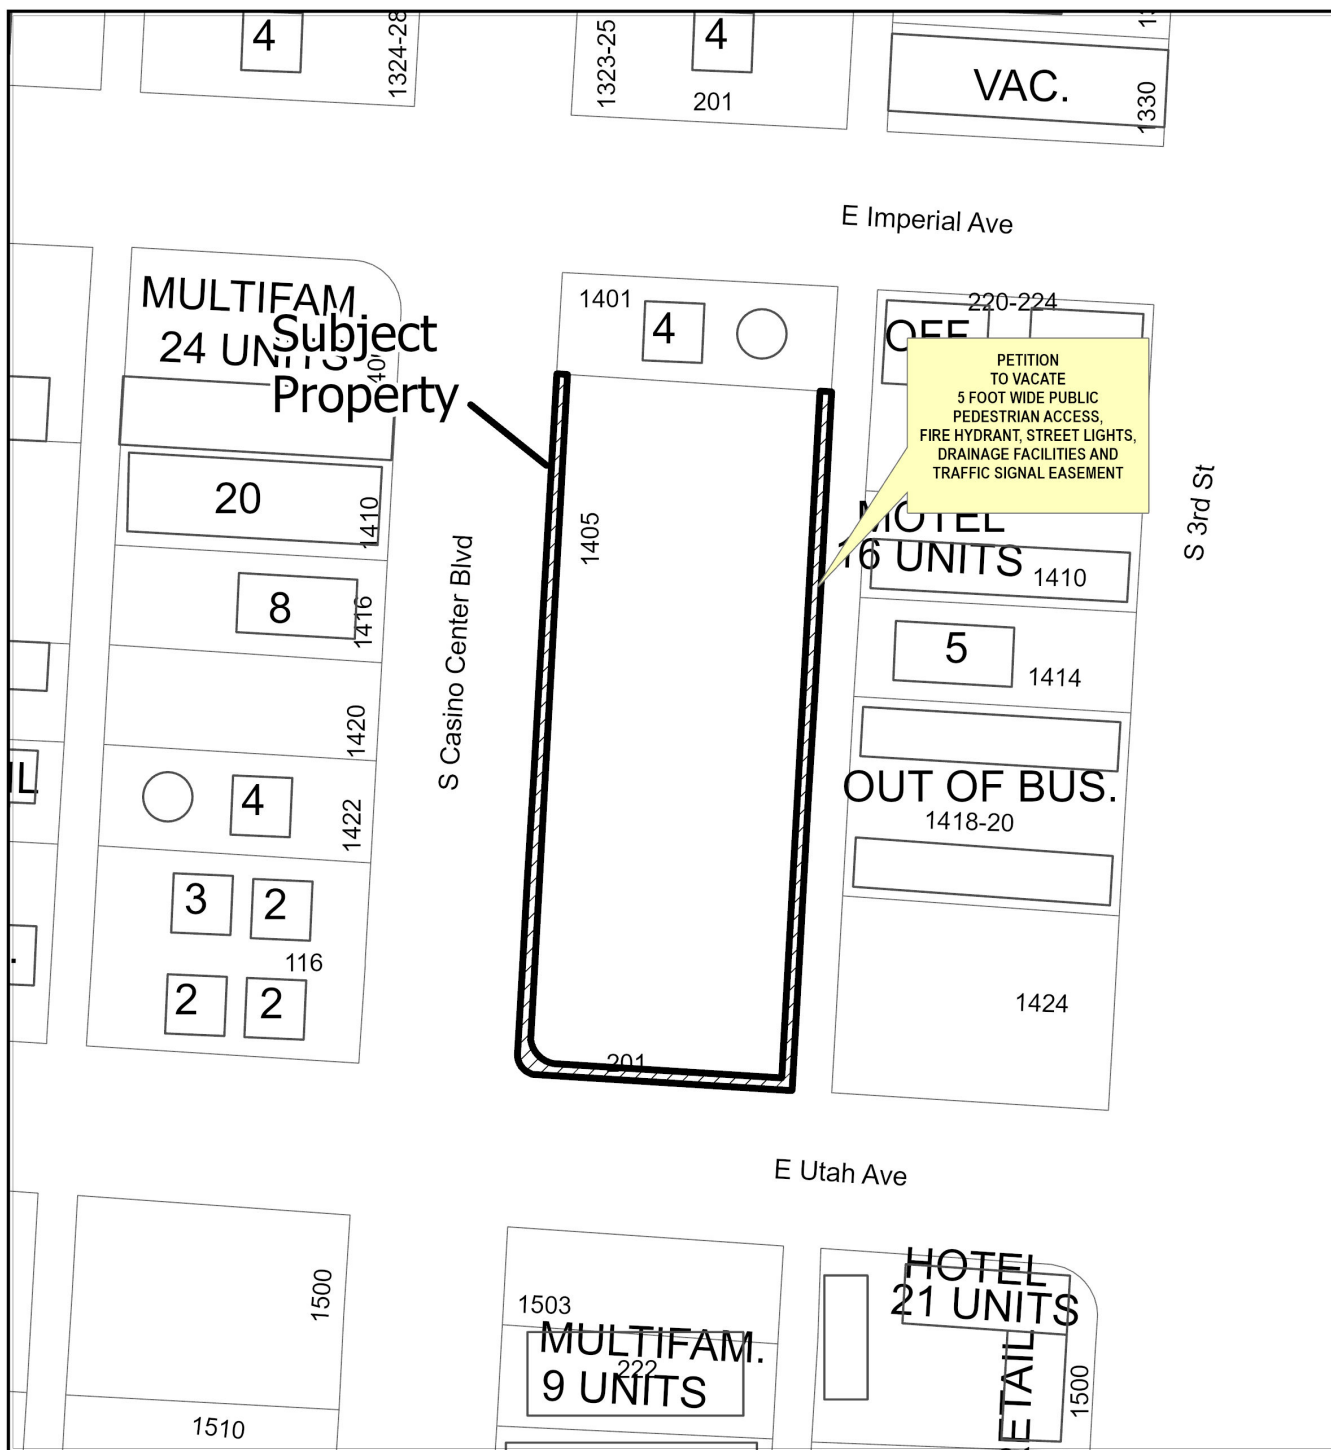 4
1324-28
1323-25
4
201
VAC.
1330
E Imperial Ave
MULTIFAM
24 UNITS
Subject
Property
1401
4
220-224
OFF
PETITION
TO VACATE
5 FOOT WIDE PUBLIC
PEDESTRIAN ACCESS,
FIRE HYDRANT, STREET LIGHTS,
DRAINAGE FACILITIES AND
TRAFFIC SIGNAL EASEMENT
20
1410
1405
S Casino Center Blvd
S 3rd St
MOTEL
16 UNITS
1410
8
1416
5
1414
1420
OUT OF BUS.
1418-20
4
1422
3
2
116
2
2
1424
201
E Utah Ave
1500
1503
MULTIFAM.
222
9 UNITS
HOTEL
21 UNITS
1500
1510